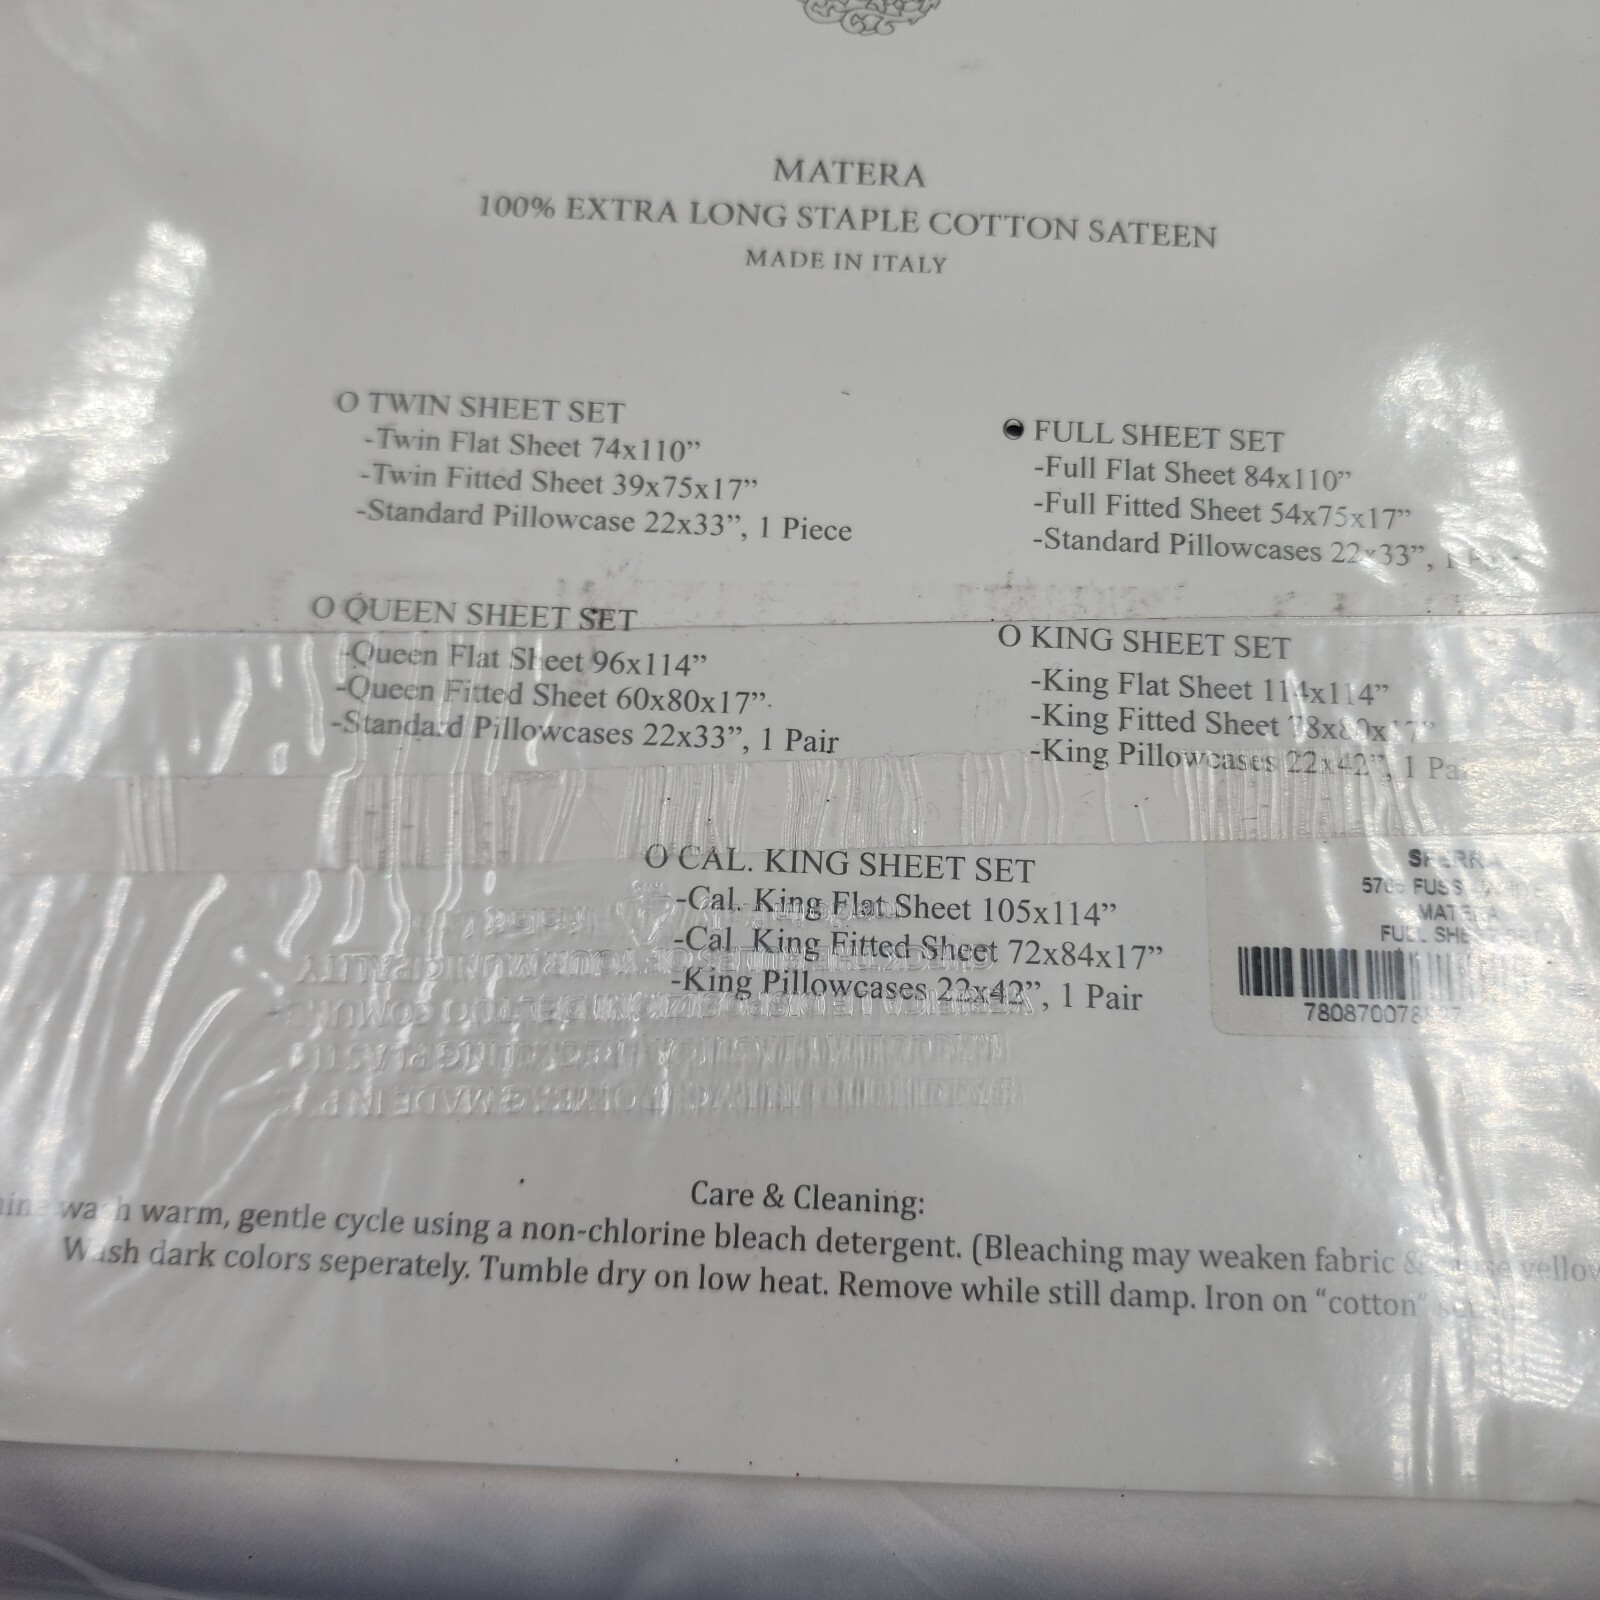 MATERA
100% EXTRA LONG STAPLE COTTON SATEEN
MADE IN ITALY
O TWIN SHEET SET
-Twin Flat Sheet 74x110”
-Twin Fitted Sheet 39x75x17”
-Standard Pillowcase 22x33”, 1 Piece
FULL SHEET SET
-Full Flat Sheet 84x110”
-Full Fitted Sheet 54x75x17”
-Standard Pillowcases 22x33”, 1
O QUEEN SHEET SET
-Queen Flat Sheet 96x114”
-Queen Fitted Sheet 60x80x17”
-Standard Pillowcases 22x33”, 1 Pair
O KING SHEET SET
-King Flat Sheet 114x114”
-King Fitted Sheet 78x80x17”
-King Pillowcases 22x42”, 1
O CAL. KING SHEET SET
-Cal. King Flat Sheet 105x114”
-Cal. King Fitted Sheet 72x84x17”
-King Pillowcases 22x42”, 1 Pair
MATERA
FULL
Care & Cleaning:
wash warm, gentle cycle using a non-chlorine bleach detergent. (Bleaching may weaken fabric &
Wash dark colors seperately. Tumble dry on low heat. Remove while still damp. Iron on “cotton”